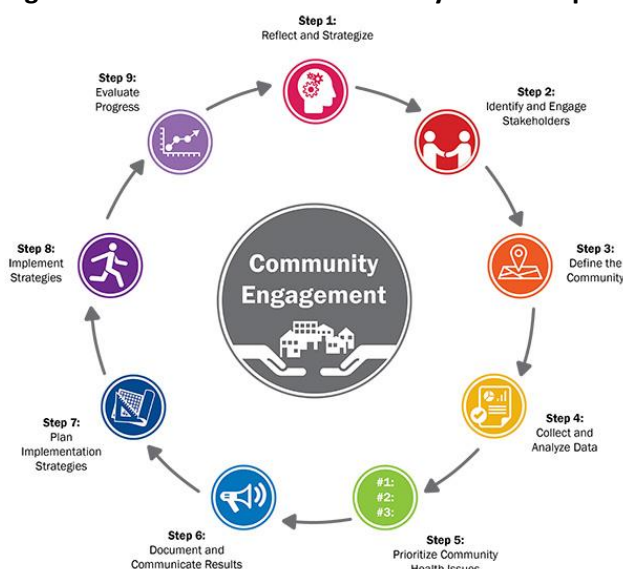 Step 1:
Reflect and Strategize
Step 2:
Identify and Engage
Stakeholders
Step 3:
Define the
Community
Step 4:
Collect and
Analyze Data
#1:
#2:
#3:
Step 5:
Prioritize Community
Health Issues
Step 6:
Document and
Communicate Results
Step 7:
Plan
Implementation
Strategies
Step 8:
Implement
Strategies
Step 9:
Evaluate
Progress
Community
Engagement